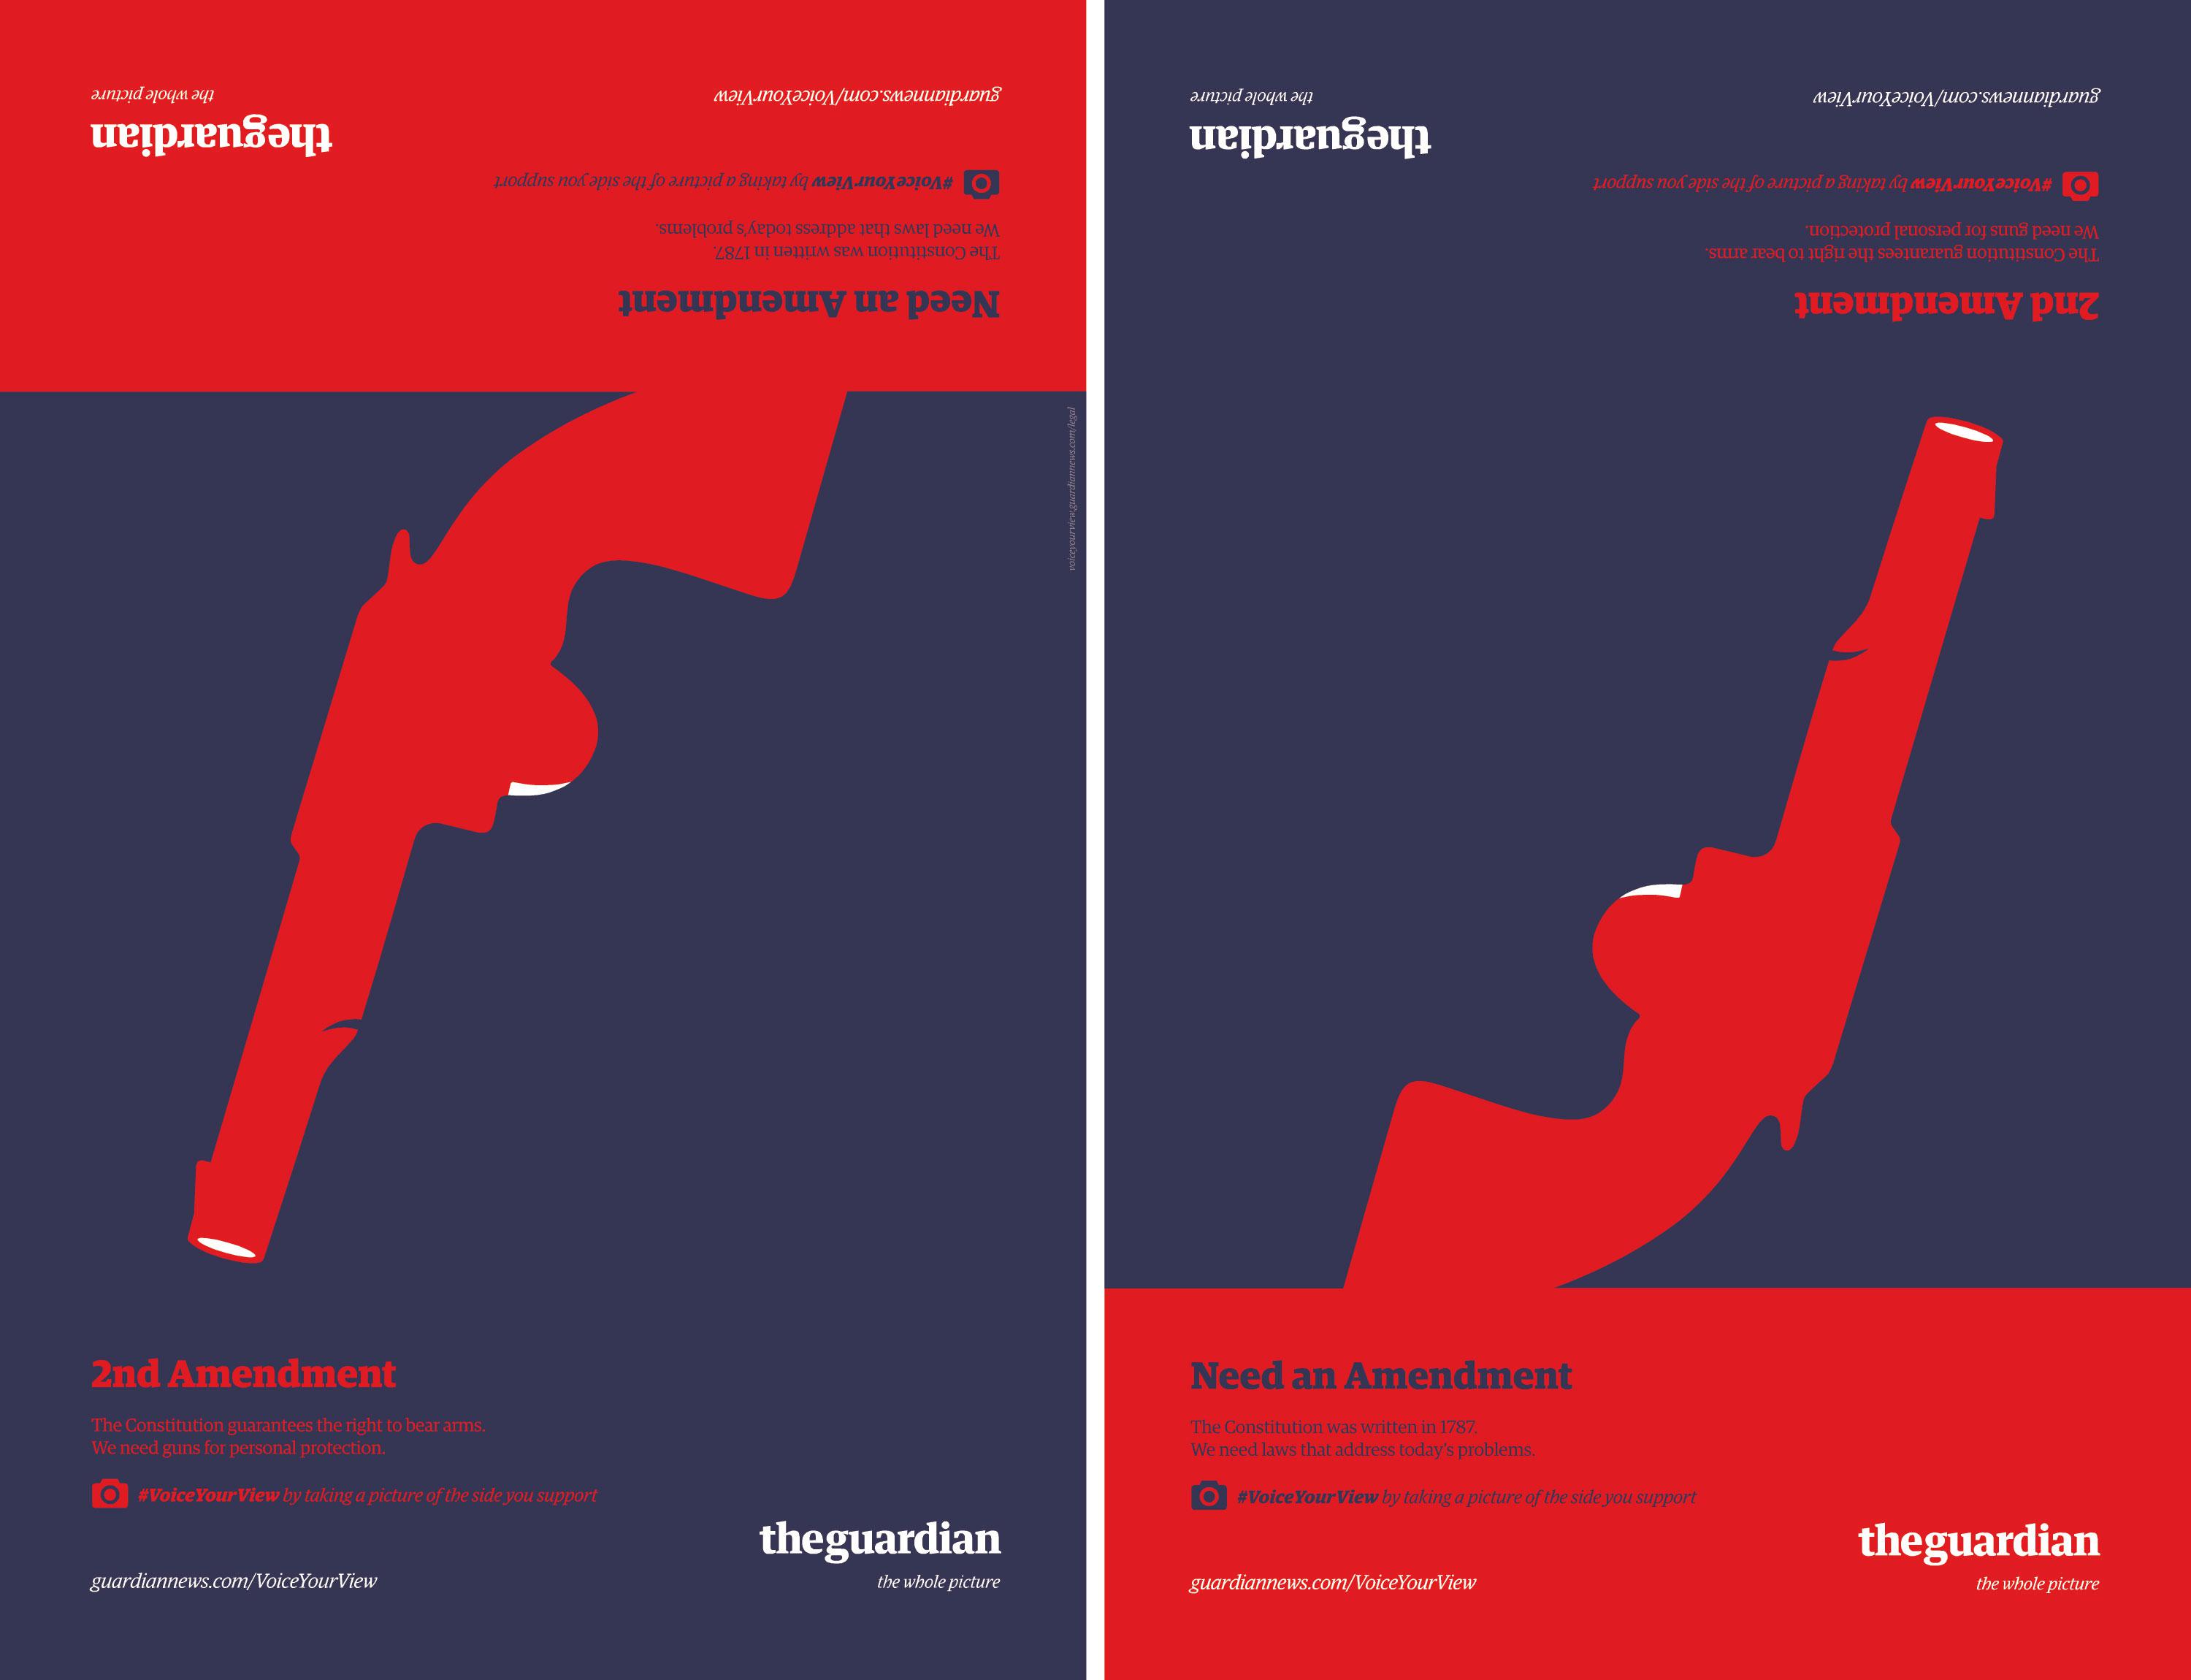 the whole picture
theguardian
guardiannews.com/VoiceYourView
#VoiceYourView by taking a picture of the side you support
We need laws that address today's problems.
The Constitution was written in 1787.
Need an Amendment
voiceyourview.guardiannews.com/legal
2nd Amendment
The Constitution guarantees the right to bear arms.
We need guns for personal protection.
#VoiceYourView by taking a picture of the side you support
theguardian
guardiannews.com/VoiceYourView
the whole picture
the whole picture
theguardian
guardiannews.com/VoiceYourView
#VoiceYourView by taking a picture of the side you support
We need guns for personal protection.
The Constitution guarantees the right to bear arms.
2nd Amendment
Need an Amendment
The Constitution was written in 1787.
We need laws that address today's problems.
#VoiceYourView by taking a picture of the side you support
theguardian
guardiannews.com/VoiceYourView
the whole picture